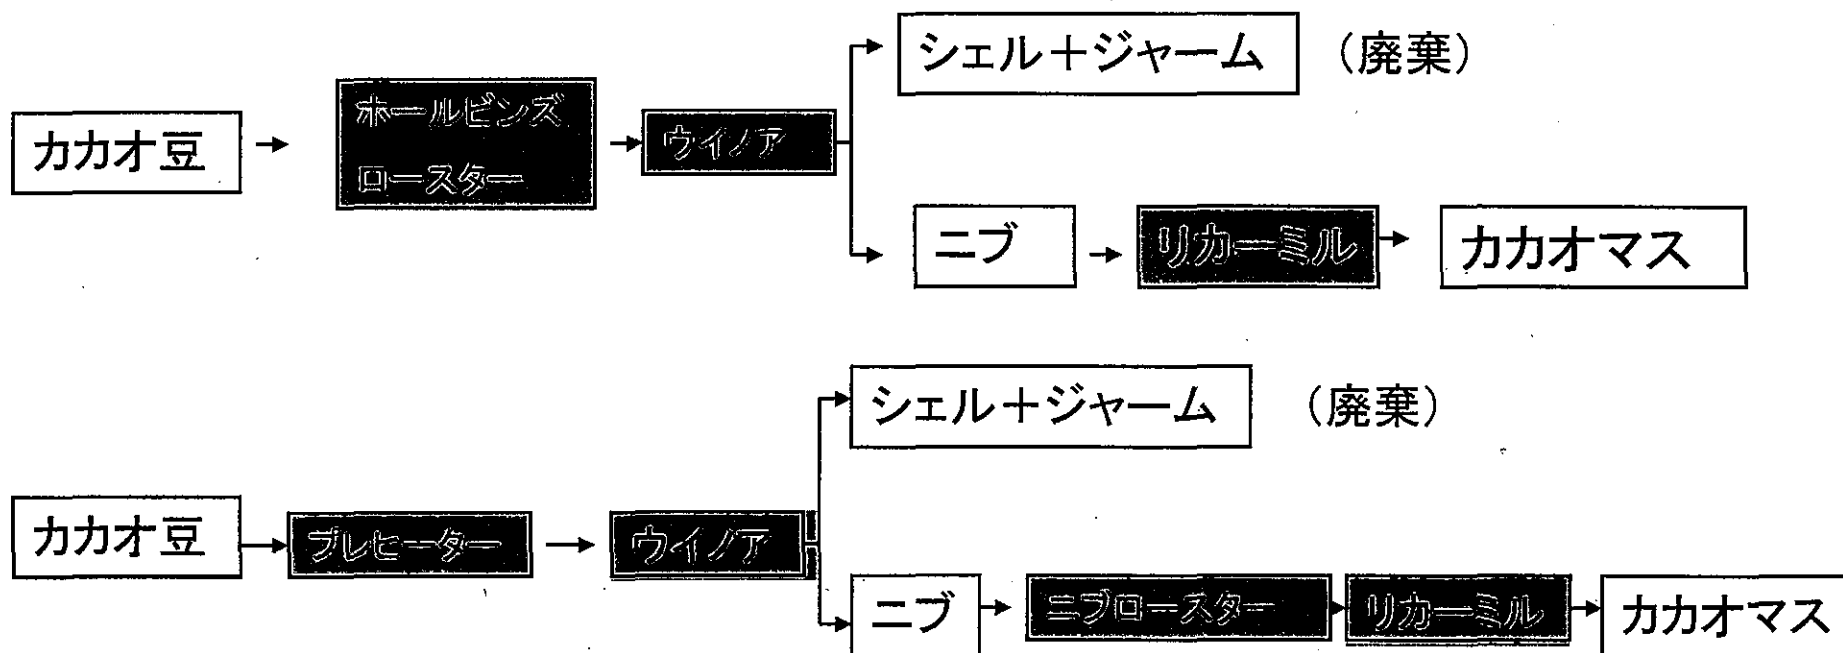 シェル＋ジャーム （廃棄）
カカオ豆
ホールビンズ
ロースター
ウイノア
ニブ
リカーミル
カカオマス
シェル＋ジャーム （廃棄）
カカオ豆
プレヒーター
ウイノア
ニブ
ニブロースター
リカーミル
カカオマス